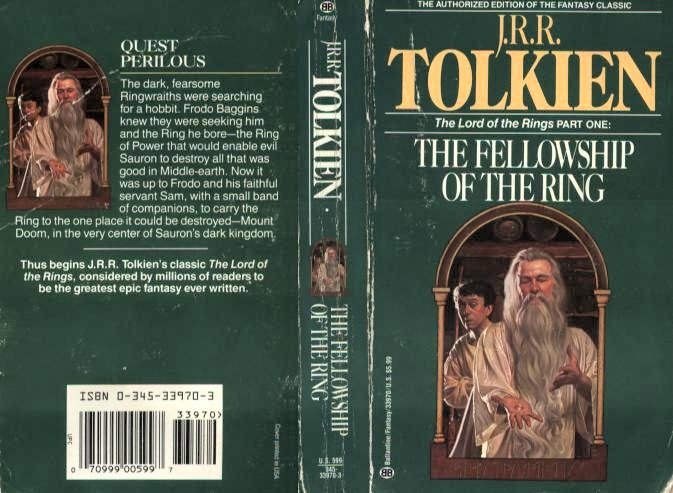 QUEST
PERILOUS
The dark, fearsome
Ringwraiths were searching
for a hobbit. Frodo Baggins
knew they were seeking him
and the Ring he bore—the Ring
of Power that would enable evil
Sauron to destroy all that was
good in Middle-earth. Now it
was up to Frodo and his faithful
servant Sam, with a small band
of companions, to carry the
Ring to the one place it could be destroyed—Mount
Doom, in the very center of Sauron's dark kingdom.
Thus begins J.R.R. Tolkien's classic The Lord of
the Rings, considered by millions of readers to
be the greatest epic fantasy ever written.
ISBN 0-345-33970-3
33970
0 70999 00599 7
Cover printed in USA
BB
Fantasy
J.R.R.
TOLKIEN
THE FELLOWSHIP
OF THE RING
U.S. 599
345-
33970-3
THE AUTHORIZED EDITION OF THE FANTASY CLASSIC
J.R.R.
TOLKIEN
The Lord of the Rings PART ONE:
THE FELLOWSHIP
OF THE RING
Ballantine/Fantasy/33970/U.S. $5.99
BB